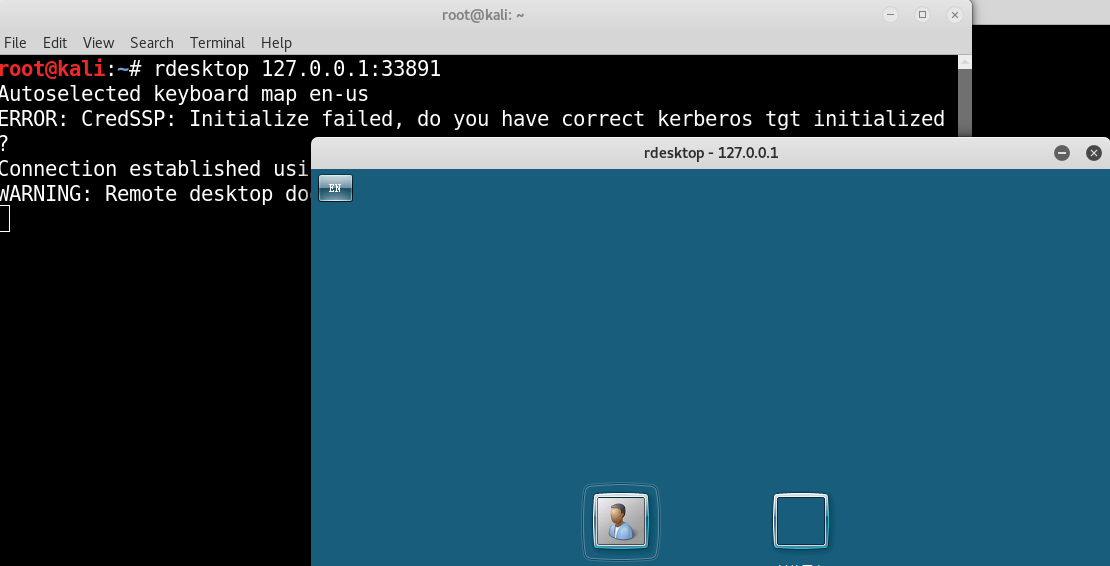 root@kali: ~
File Edit View Search Terminal Help
root@kali:~# rdesktop 127.0.0.1:33891
Autoselected keyboard map en-us
ERROR: CredSSP: Initialize failed, do you have correct kerberos tgt initialized
?
Connection established usi
WARNING: Remote desktop do
rdesktop - 127.0.0.1
EN